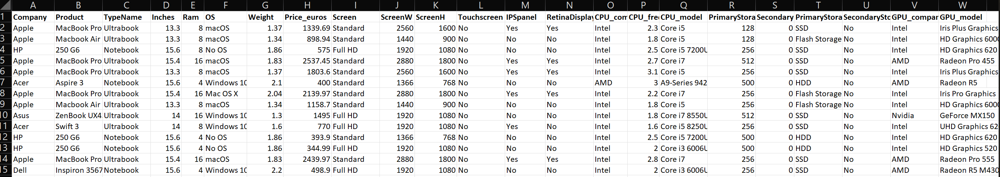 A B C D E F G H I J K L M N O P Q R S T U V W
1 Company Product TypeName Inches Ram OS Weight Price_euros Screen ScreenW ScreenH Touchscreen IPSpanel RetinaDisplay CPU_com CPU_fre CPU_model PrimaryStora Secondary PrimaryStora SecondarySto GPU_compan GPU_model
2 Apple MacBook Pro Ultrabook 13.3 8 macOS 1.37 1339.69 Standard 2560 1600 No Yes Yes Intel 2.3 Core i5 128 0 SSD No Intel Iris Plus Graphics
3 Apple Macbook Air Ultrabook 13.3 8 macOS 1.34 898.94 Standard 1440 900 No No No Intel 1.8 Core i5 128 0 Flash Storage No Intel HD Graphics 6000
4 HP 250 G6 Notebook 15.6 8 No OS 1.86 575 Full HD 1920 1080 No No No Intel 2.5 Core i5 7200U 256 0 SSD No Intel HD Graphics 620
5 Apple MacBook Pro Ultrabook 15.4 16 macOS 1.83 2537.45 Standard 2880 1800 No Yes Yes Intel 2.7 Core i7 512 0 SSD No AMD Radeon Pro 455
6 Apple MacBook Pro Ultrabook 13.3 8 macOS 1.37 1803.6 Standard 2560 1600 No Yes Yes Intel 3.1 Core i5 256 0 SSD No Intel Iris Plus Graphics
7 Acer Aspire 3 Notebook 15.6 4 Windows 10 2.1 400 Standard 1366 768 No No No AMD 3 A9-Series 942 500 0 HDD No AMD Radeon R5
8 Apple MacBook Pro Ultrabook 15.4 16 Mac OS X 2.04 2139.97 Standard 2880 1800 No Yes Yes Intel 2.2 Core i7 256 0 Flash Storage No Intel Iris Pro Graphics
9 Apple Macbook Air Ultrabook 13.3 8 macOS 1.34 1158.7 Standard 1440 900 No No No Intel 1.8 Core i5 256 0 Flash Storage No Intel HD Graphics 6000
10 Asus ZenBook UX43 Ultrabook 14 16 Windows 10 1.3 1495 Full HD 1920 1080 No No No Intel 1.8 Core i7 8550U 512 0 SSD No Nvidia GeForce MX150
11 Acer Swift 3 Ultrabook 14 8 Windows 10 1.6 770 Full HD 1920 1080 No Yes No Intel 1.6 Core i5 8250U 256 0 SSD No Intel UHD Graphics 62
12 HP 250 G6 Notebook 15.6 4 No OS 1.86 393.9 Standard 1366 768 No No No Intel 2.5 Core i5 7200U 500 0 HDD No Intel HD Graphics 620
13 HP 250 G6 Notebook 15.6 4 No OS 1.86 344.99 Full HD 1920 1080 No No No Intel 2 Core i3 6006U 500 0 HDD No Intel HD Graphics 520
14 Apple MacBook Pro Ultrabook 15.4 16 macOS 1.83 2439.97 Standard 2880 1800 No Yes Yes Intel 2.8 Core i7 256 0 SSD No AMD Radeon Pro 555
15 Dell Inspiron 3567 Notebook 15.6 4 Windows 10 2.2 498.9 Full HD 1920 1080 No No No Intel 2 Core i3 6006U 256 0 SSD No AMD Radeon R5 M430